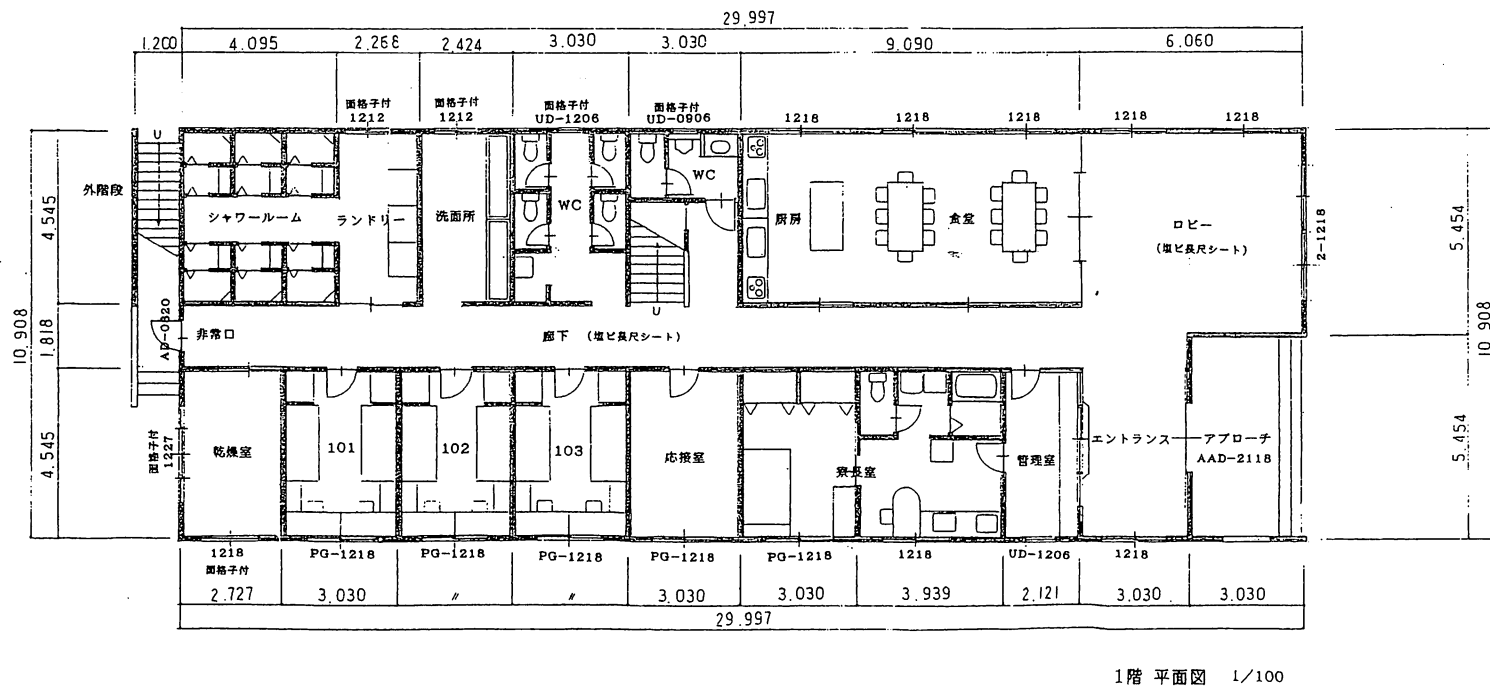 29.997
1.200 4.095 2.268 2.424 3.030 3.030 9.090 6.060
面格子付 1212
面格子付 1212
面格子付 UD-1206
面格子付 UD-0906
1218 1218 1218 1218 1218
U
外階段
シャワールーム
ランドリー
洗面所
WC
WC
U
厨房
食堂
ロビー
(塩ビ長尺シート)
2-1218
10.908
4.545
1.818
4.545
5.454
5.454
10.908
AD-0820
非常口
廊下 (塩ビ長尺シート)
面格子付
1227
乾燥室
101
102
103
応接室
寮長室
管理室
エントランス
アプローチ
AAD-2118
1218
面格子付
PG-1218 PG-1218 PG-1218 PG-1218 PG-1218 1218 UD-1206 1218
2.727 3.030 〃 〃 3.030 3.030 3.939 2.121 3.030 3.030
29.997
1階 平面図 1/100